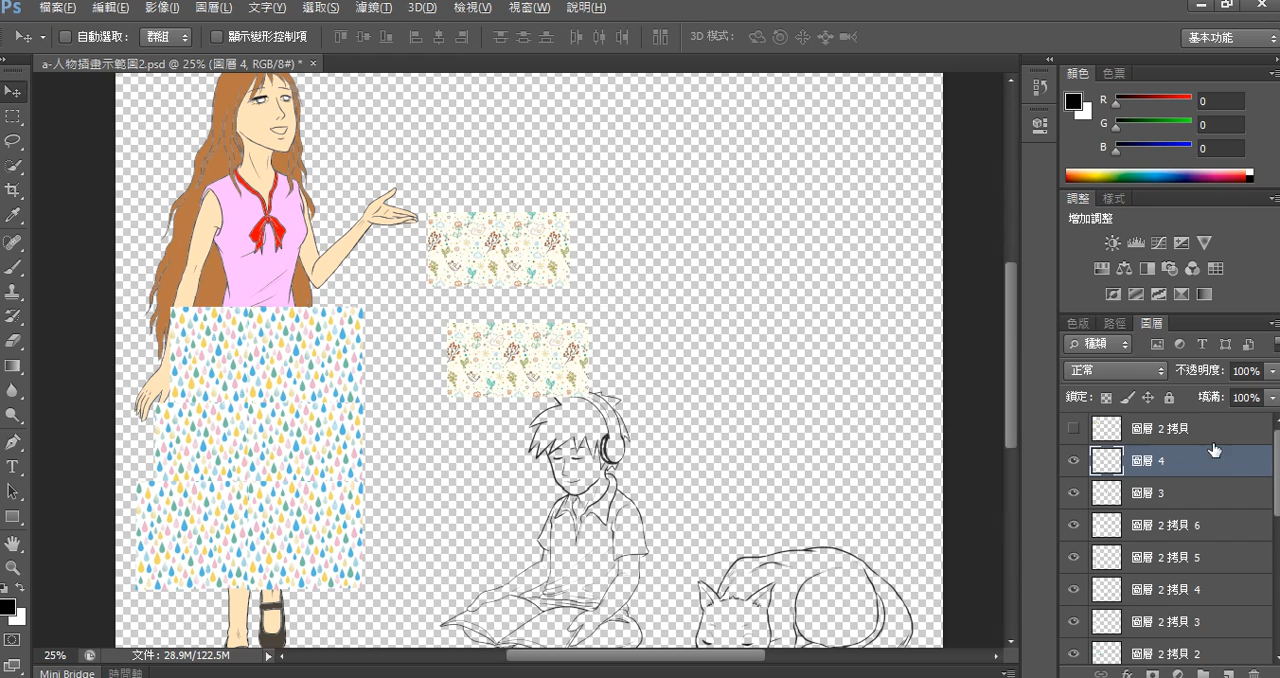 Ps 檔案(F) 編輯(E) 影像(I) 圖層(L) 文字(Y) 選取(S) 濾鏡(T) 3D(D) 檢視(V) 視窗(W) 說明(H)
自動選取： 群組 顯示變形控制項 3D 模式： 基本功能
a-人物插畫示範圖2.psd @ 25% (圖層 4, RGB/8#) * ×
顏色 色票
R 0
G 0
B 0
調整 樣式
增加調整
色版 路徑 圖層
種類
正常 不透明度： 100%
鎖定： 填滿： 100%
圖層 2 拷貝
圖層 4
圖層 3
圖層 2 拷貝 6
圖層 2 拷貝 5
圖層 2 拷貝 4
圖層 2 拷貝 3
圖層 2 拷貝 2
25% 文件: 28.9M/122.5M
Mini Bridge 時間軸